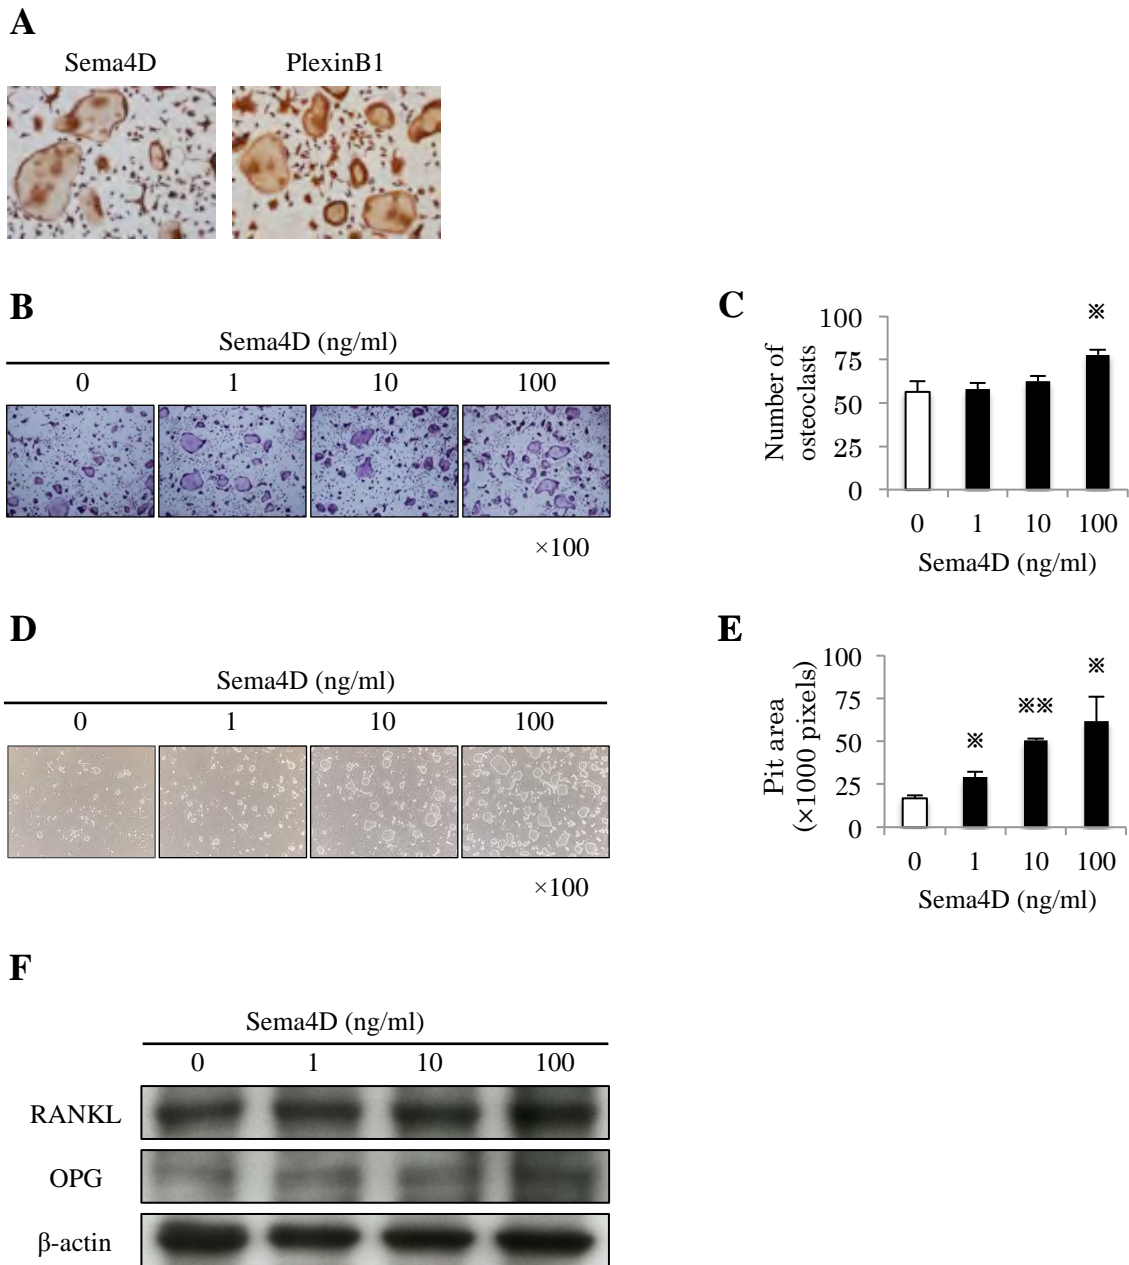 A
Sema4D PlexinB1
B
Sema4D (ng/ml)
0 1 10 100
×100
C
Number of
osteoclasts
100
75
50
25
0
※
0 1 10 100
Sema4D (ng/ml)
D
Sema4D (ng/ml)
0 1 10 100
×100
E
Pit area
(×1000 pixels)
100
75
50
25
0
※ ※※ ※
0 1 10 100
Sema4D (ng/ml)
F
Sema4D (ng/ml)
0 1 10 100
RANKL
OPG
β-actin